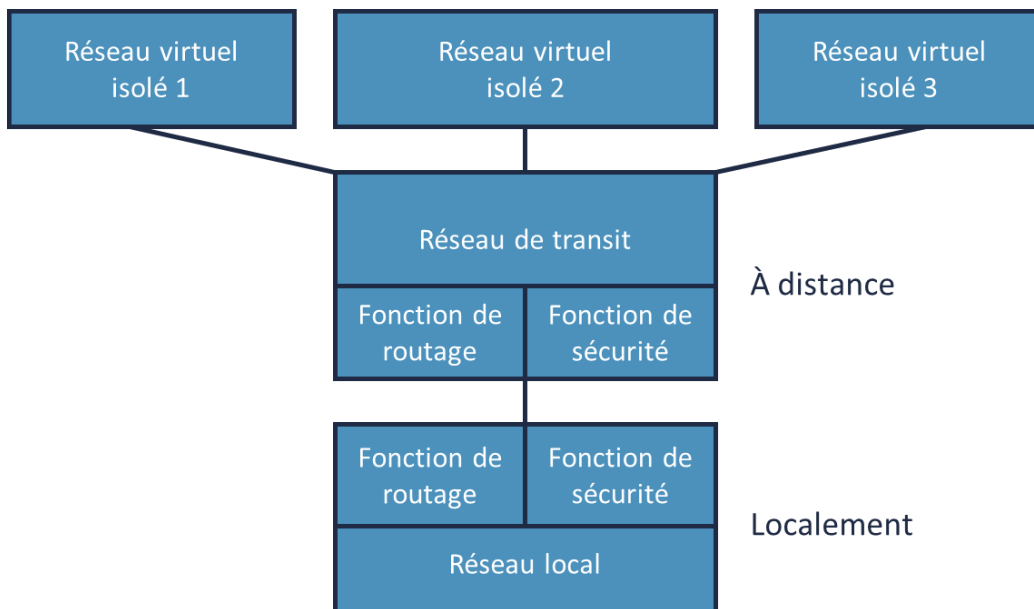 Réseau virtuel
isolé 1
Réseau virtuel
isolé 2
Réseau virtuel
isolé 3
Réseau de transit
À distance
Fonction de
routage
Fonction de
sécurité
Fonction de
routage
Fonction de
sécurité
Localement
Réseau local